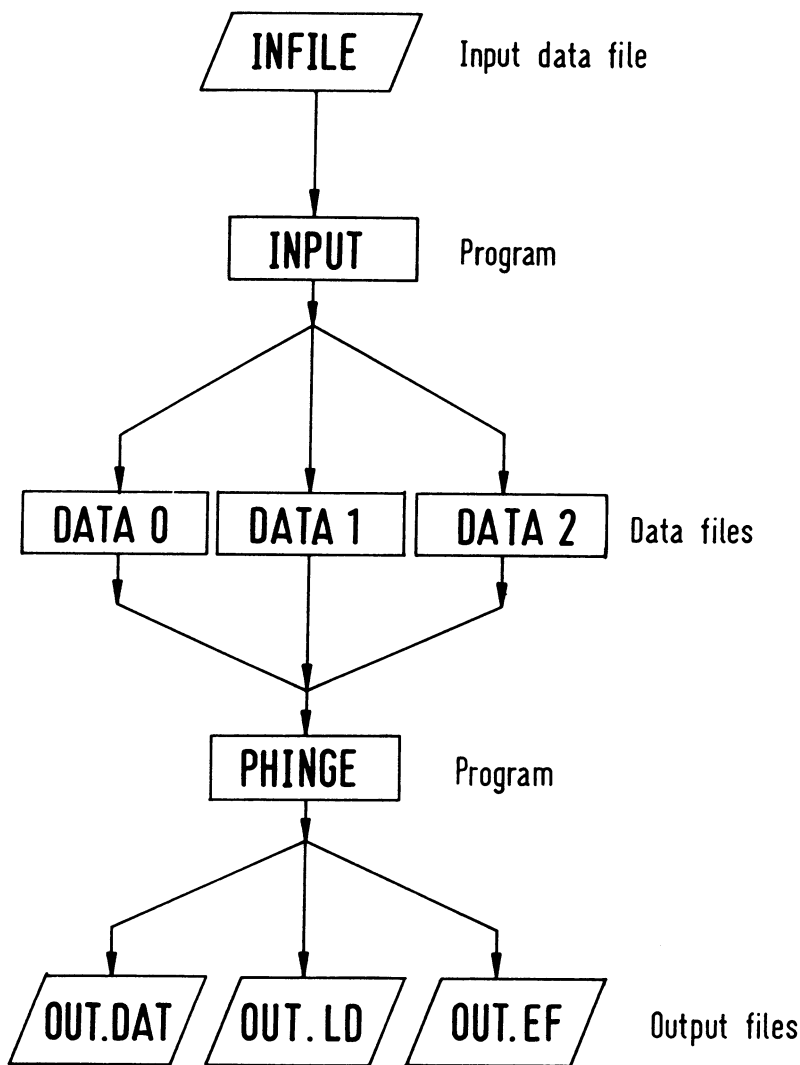 INFILE Input data file
INPUT Program
DATA 0 DATA 1 DATA 2 Data files
PHINGE Program
OUT.DAT OUT.LD OUT.EF Output files